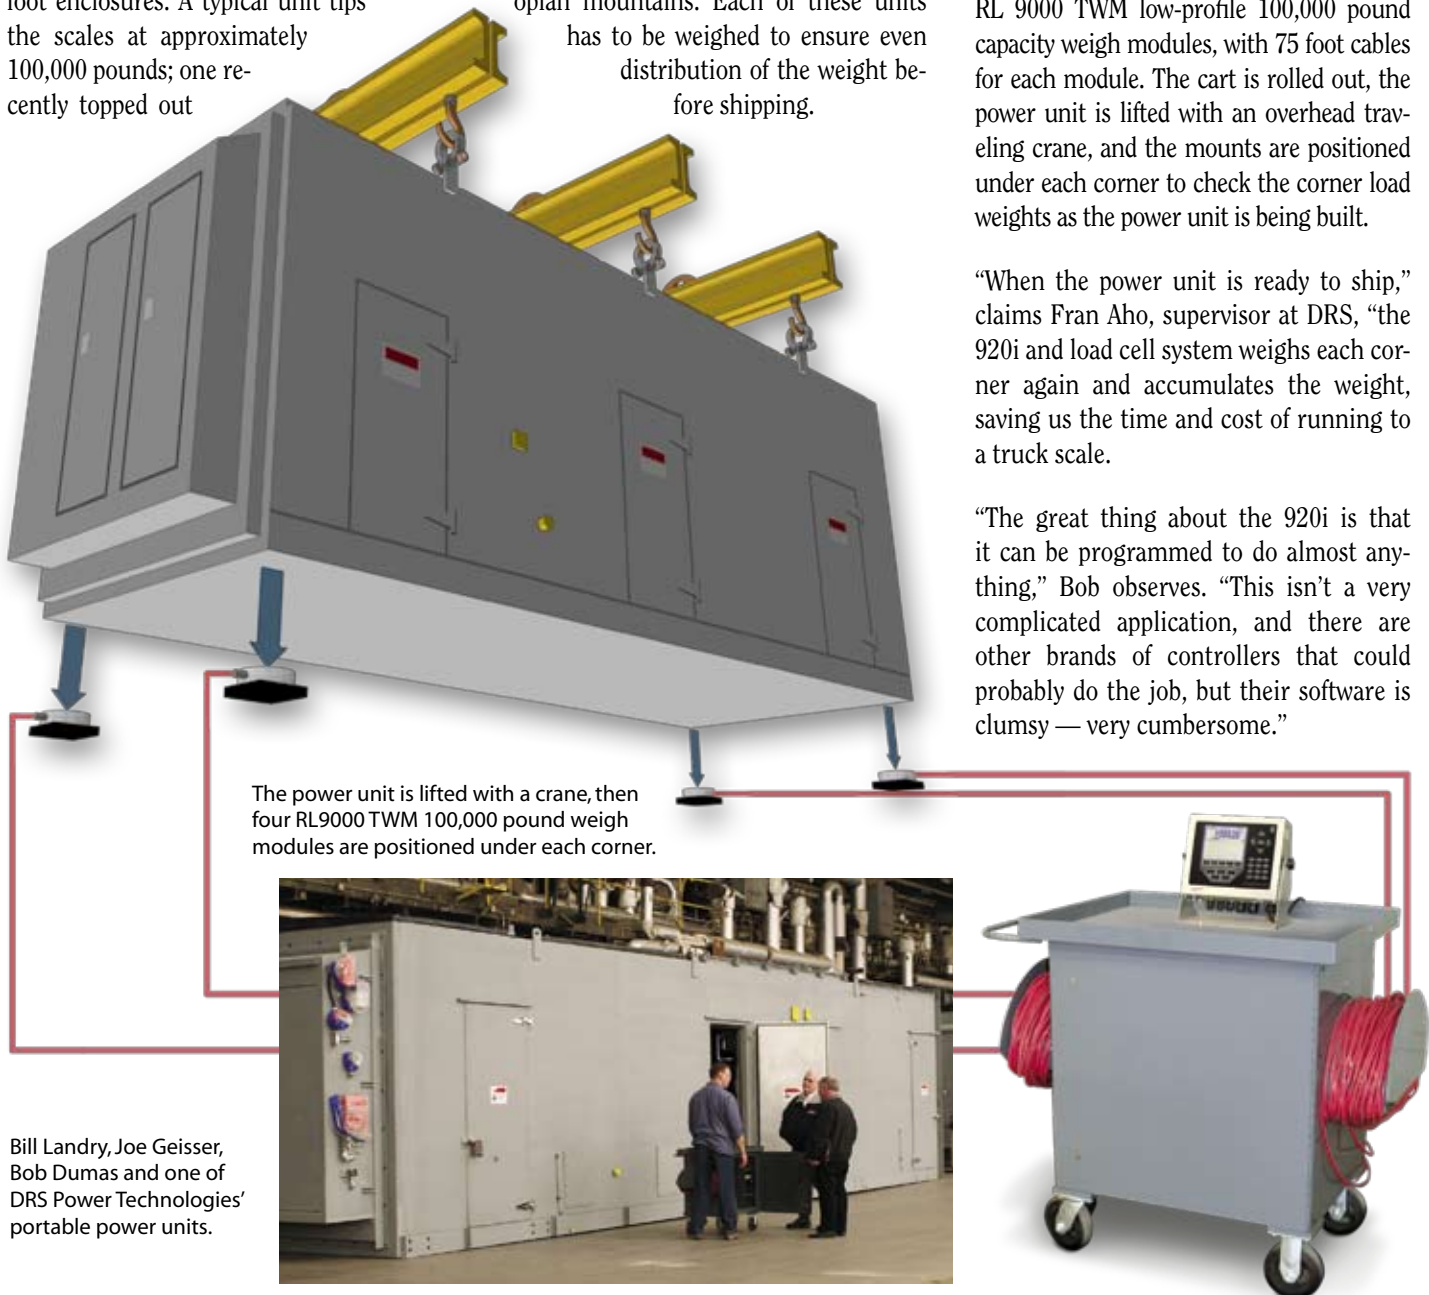 foot enclosures. A typical unit tips
the scales at approximately
100,000 pounds; one re-
cently topped out
opian mountains. Each of these units
has to be weighed to ensure even
distribution of the weight be-
fore shipping.
RL 9000 TWM low-profile 100,000 pound
capacity weigh modules, with 75 foot cables
for each module. The cart is rolled out, the
power unit is lifted with an overhead trav-
eling crane, and the mounts are positioned
under each corner to check the corner load
weights as the power unit is being built.
“When the power unit is ready to ship,”
claims Fran Aho, supervisor at DRS, “the
920i and load cell system weighs each cor-
ner again and accumulates the weight,
saving us the time and cost of running to
a truck scale.
“The great thing about the 920i is that
it can be programmed to do almost any-
thing,” Bob observes. “This isn’t a very
complicated application, and there are
other brands of controllers that could
probably do the job, but their software is
clumsy — very cumbersome.”
The power unit is lifted with a crane, then
four RL9000 TWM 100,000 pound weigh
modules are positioned under each corner.
Bill Landry, Joe Geisser,
Bob Dumas and one of
DRS Power Technologies’
portable power units.